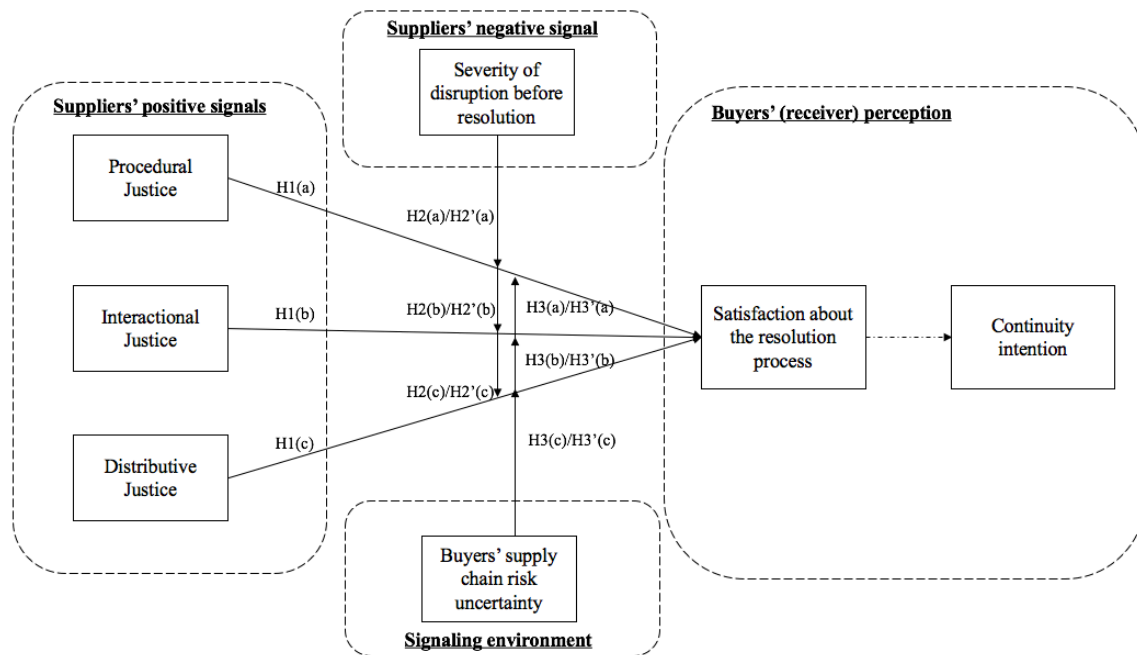 Suppliers’ negative signal
Severity of
disruption before
resolution
Suppliers’ positive signals
Procedural
Justice
Interactional
Justice
Distributive
Justice
H1(a)
H1(b)
H1(c)
H2(a)/H2’(a)
H2(b)/H2’(b)
H2(c)/H2’(c)
H3(a)/H3’(a)
H3(b)/H3’(b)
H3(c)/H3’(c)
Buyers’ (receiver) perception
Satisfaction about
the resolution
process
Continuity
intention
Buyers’ supply
chain risk
uncertainty
Signaling environment